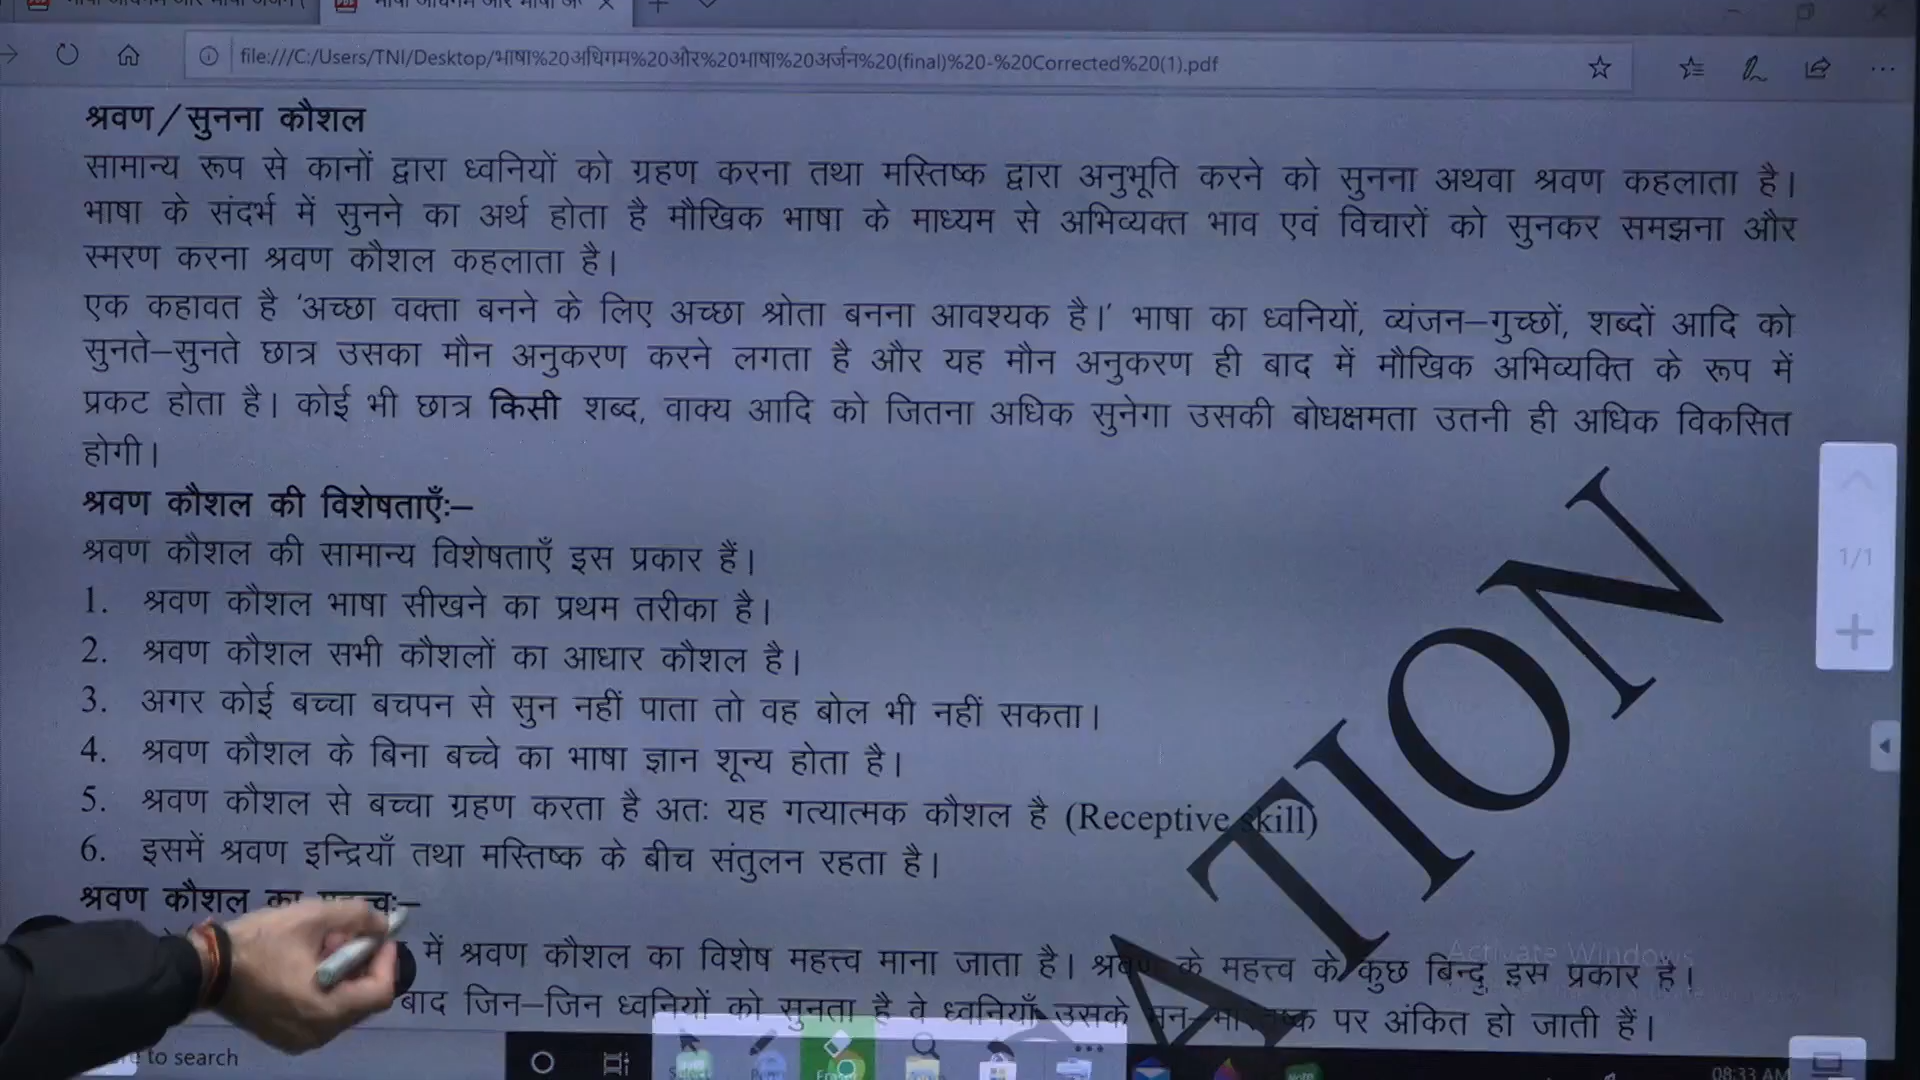 file:///C:/Users/TNI/Desktop/भाषा%20अधिगम%20और%20भाषा%20अर्जन%20(final)%20-%20Corrected%20(1).pdf
श्रवण/सुनना कौशल
सामान्य रूप से कानों द्वारा ध्वनियों को ग्रहण करना तथा मस्तिष्क द्वारा अनुभूति करने को सुनना अथवा श्रवण कहलाता है।
भाषा के संदर्भ में सुनने का अर्थ होता है मौखिक भाषा के माध्यम से अभिव्यक्त भाव एवं विचारों को सुनकर समझना और
स्मरण करना श्रवण कौशल कहलाता है।
एक कहावत है 'अच्छा वक्ता बनने के लिए अच्छा श्रोता बनना आवश्यक है।' भाषा का ध्वनियों, व्यंजन–गुच्छों, शब्दों आदि को
सुनते–सुनते छात्र उसका मौन अनुकरण करने लगता है और यह मौन अनुकरण ही बाद में मौखिक अभिव्यक्ति के रूप में
प्रकट होता है। कोई भी छात्र किसी शब्द, वाक्य आदि को जितना अधिक सुनेगा उसकी बोधक्षमता उतनी ही अधिक विकसित
होगी।
श्रवण कौशल की विशेषताएँः–
श्रवण कौशल की सामान्य विशेषताएँ इस प्रकार हैं।
1. श्रवण कौशल भाषा सीखने का प्रथम तरीका है।
2. श्रवण कौशल सभी कौशलों का आधार कौशल है।
3. अगर कोई बच्चा बचपन से सुन नहीं पाता तो वह बोल भी नहीं सकता।
4. श्रवण कौशल के बिना बच्चे का भाषा ज्ञान शून्य होता है।
5. श्रवण कौशल से बच्चा ग्रहण करता है अतः यह गत्यात्मक कौशल है (Receptive skill)
6. इसमें श्रवण इन्द्रियाँ तथा मस्तिष्क के बीच संतुलन रहता है।
श्रवण कौशल का
में श्रवण कौशल का विशेष महत्त्व माना जाता है। श्रवण के महत्त्व के कुछ बिन्दु इस प्रकार है।
बाद जिन–जिन ध्वनियों को सुनता है वे ध्वनियाँ उसके पर अंकित हो जाती हैं।
ATION
1/1
Activate Windows
to search
08:33 AM